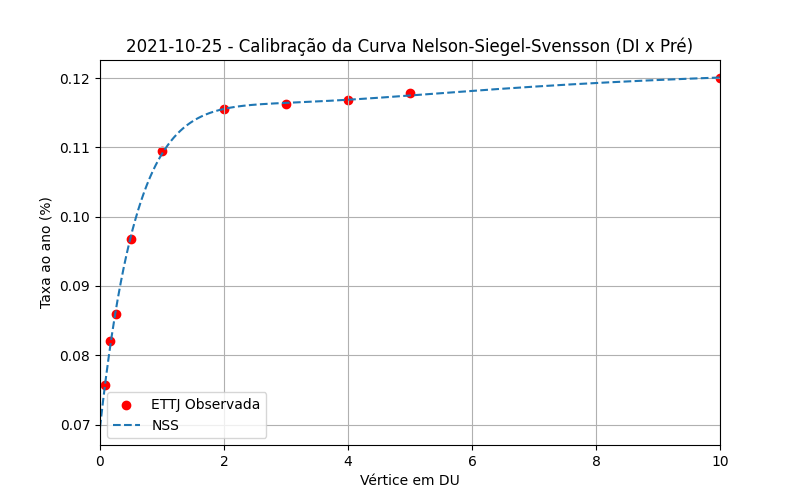 2021-10-25 - Calibração da Curva Nelson-Siegel-Svensson (DI x Pré)
Taxa ao ano (%)
0.12
0.11
0.10
0.09
0.08
0.07
ETTJ Observada
NSS
0 2 4 6 8 10
Vértice em DU